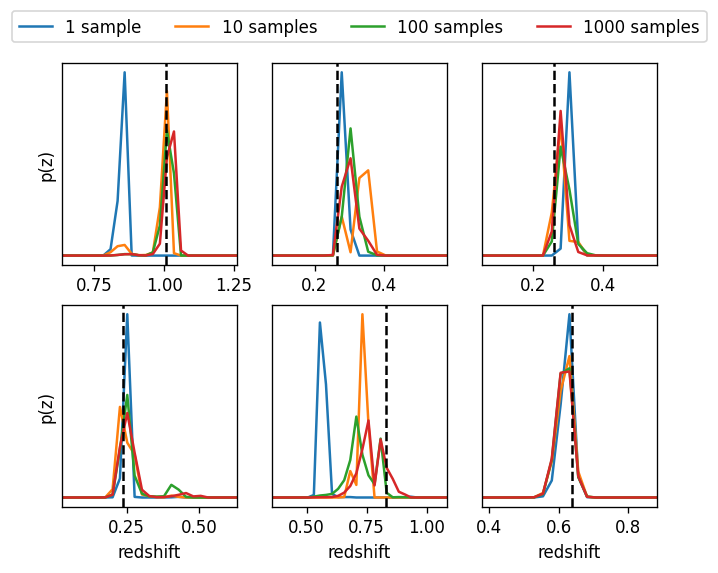 1 sample 10 samples 100 samples 1000 samples
p(z)
0.75 1.00 1.25 0.2 0.4 0.2 0.4
p(z)
0.25 0.50 0.50 0.75 1.00 0.4 0.6 0.8
redshift redshift redshift